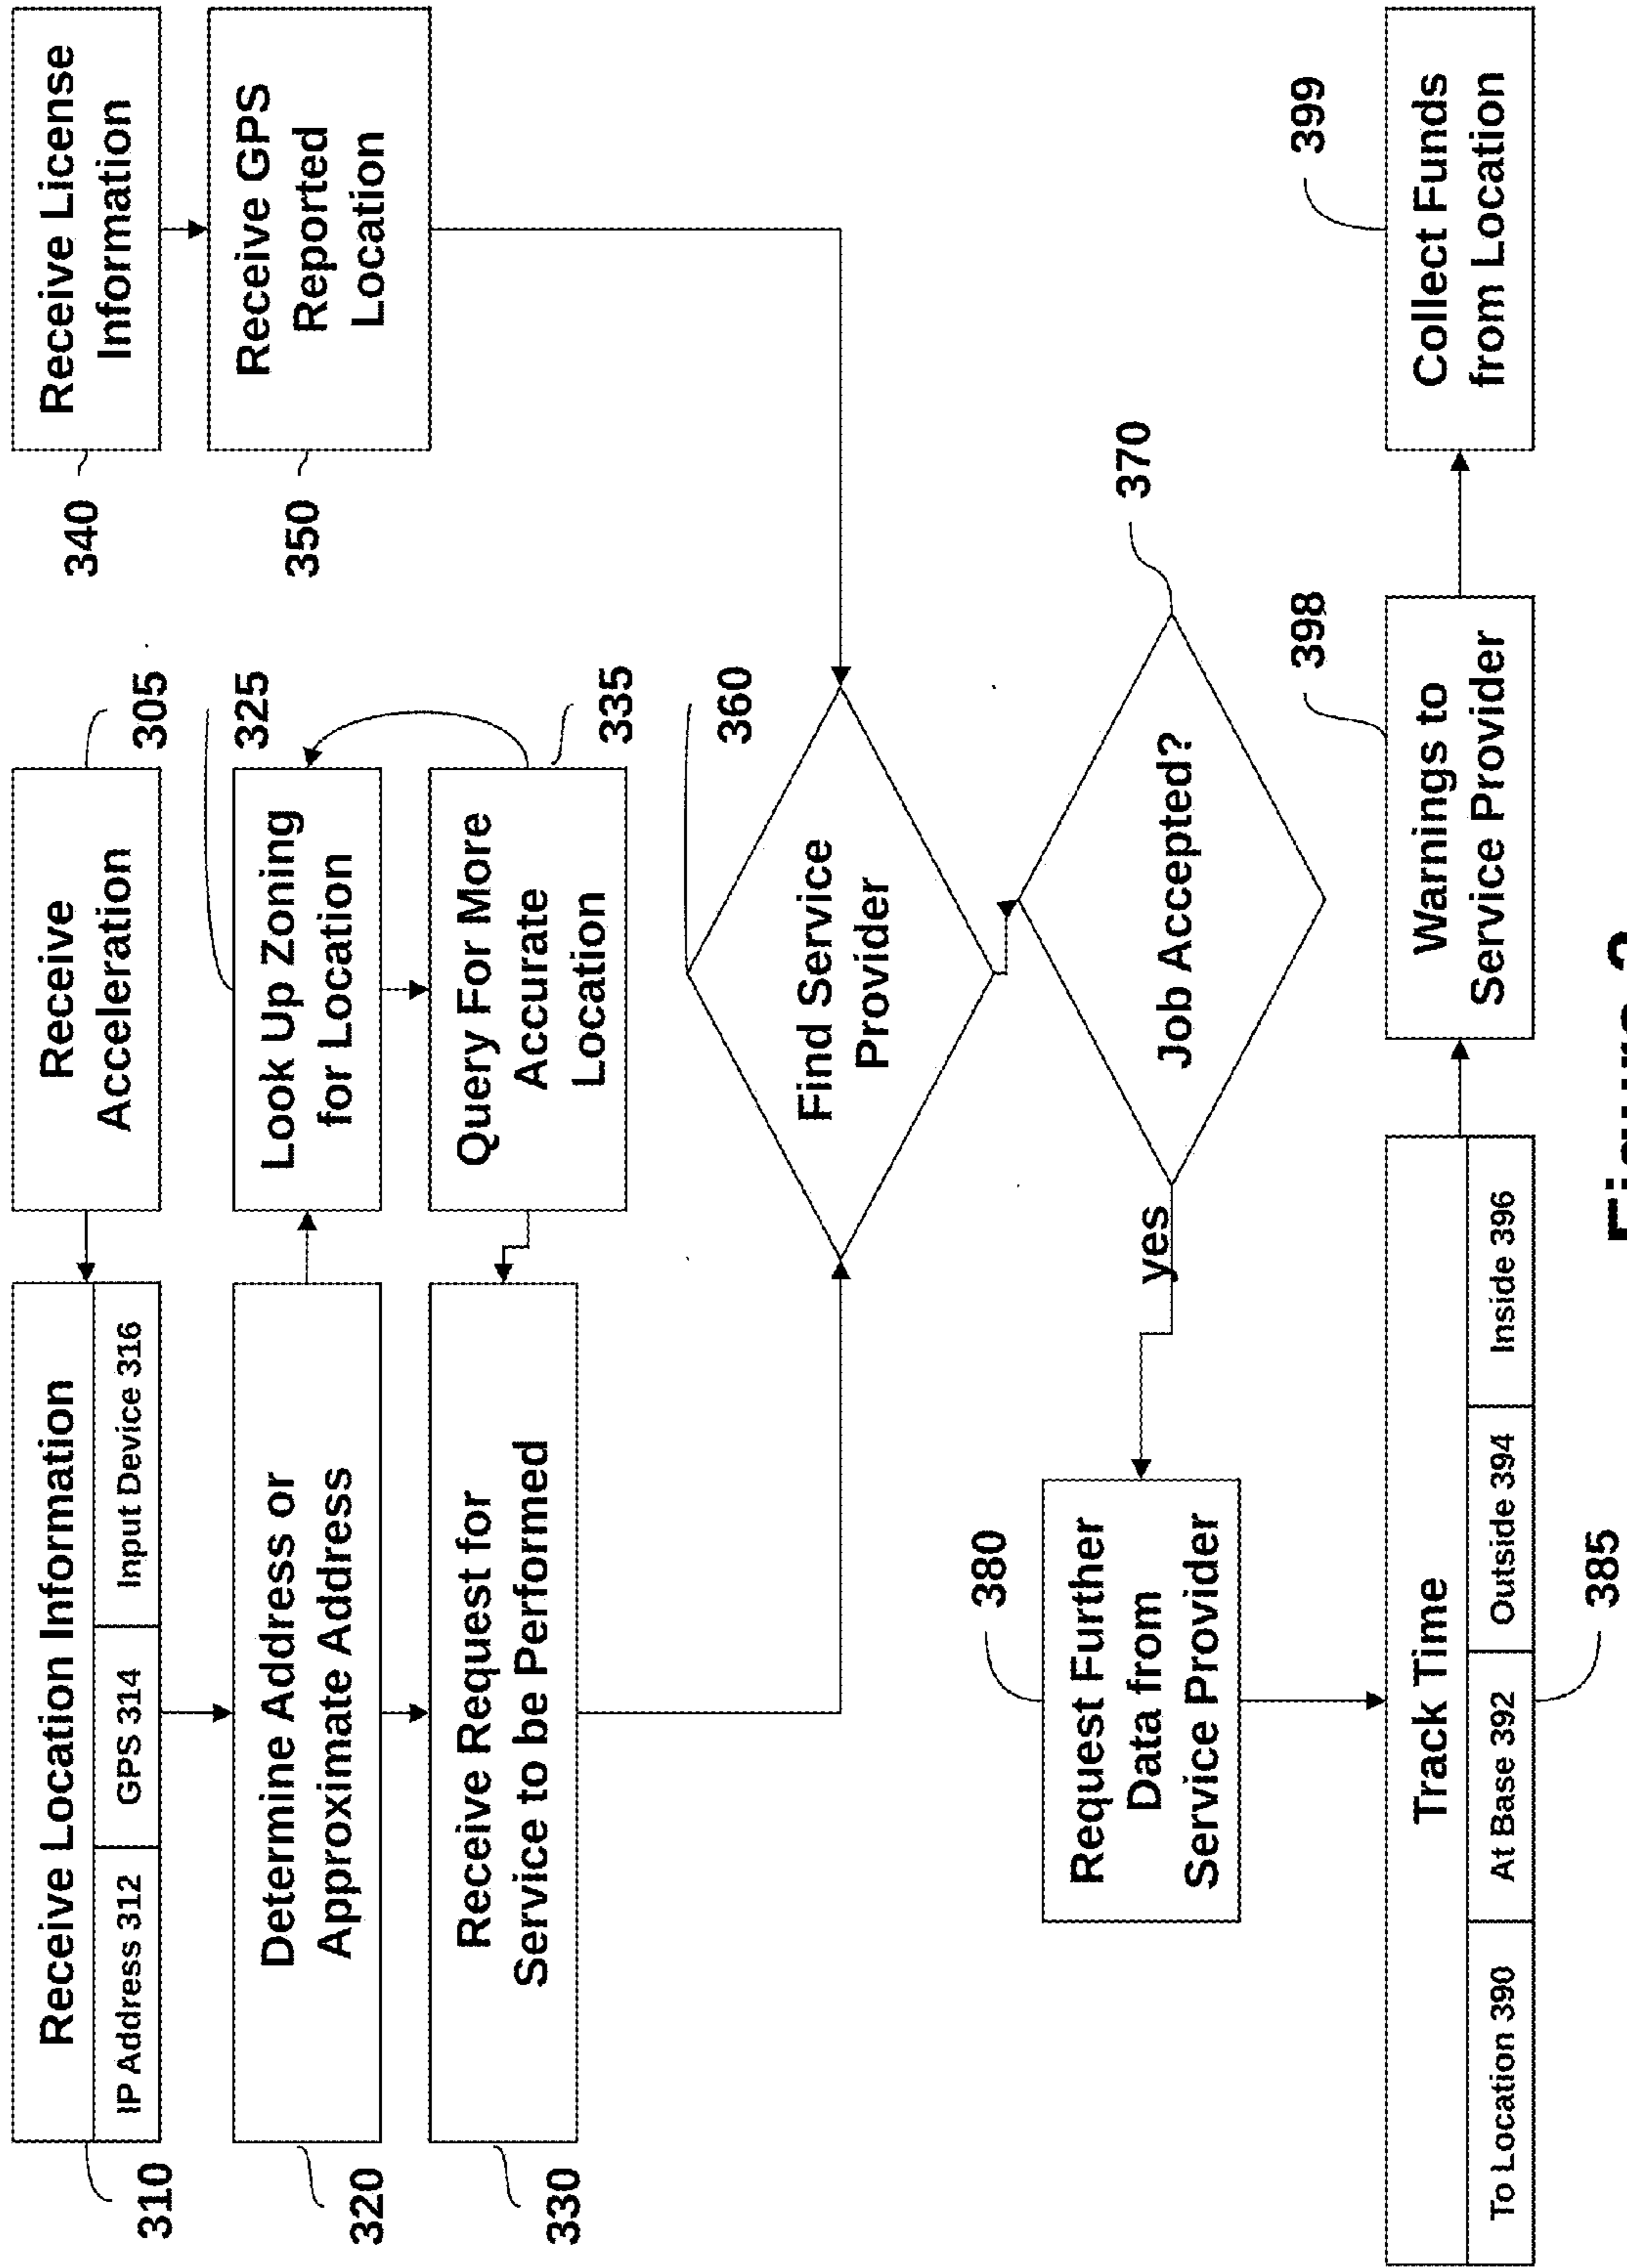 Receive Location Information
IP Address 312
GPS 314
Input Device 316
310
Receive
Acceleration
305
Receive License
Information
340
Determine Address or
Approximate Address
320
Look Up Zoning
for Location
325
Receive GPS
Reported
Location
350
Receive Request for
Service to be Performed
330
Query For More
Accurate
Location
335
Find Service
Provider
360
Job Accepted?
370
yes
380
Request Further
Data from
Service Provider
Track Time
To Location 390
At Base 392
Outside 394
Inside 396
385
Warnings to
Service Provider
398
Collect Funds
from Location
399